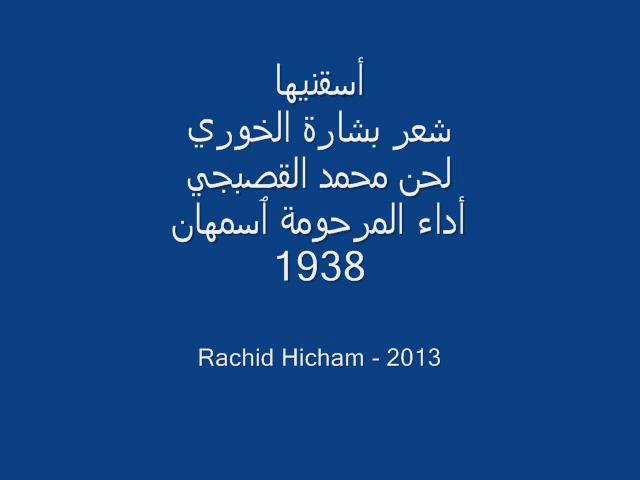 أسقنيها
شعر بشارة الخوري
لحن محمد القصبجي
أداء المرحومة ٱسمهان
1938
Rachid Hicham - 2013